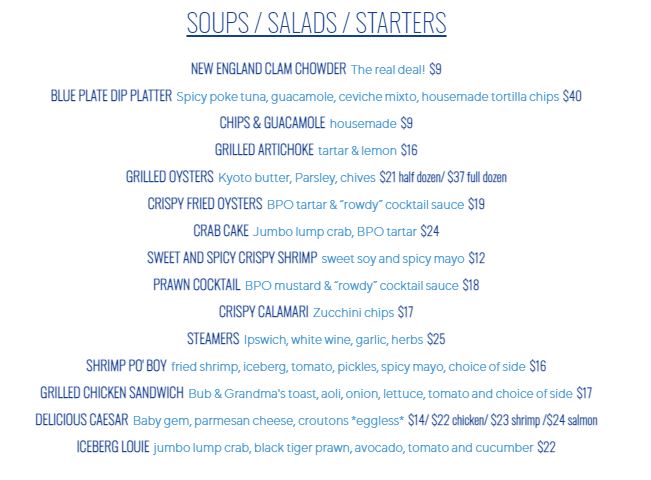 SOUPS / SALADS / STARTERS
NEW ENGLAND CLAM CHOWDER The real deal! $9
BLUE PLATE DIP PLATTER Spicy poke tuna, guacamole, ceviche mixto, housemade tortilla chips $40
CHIPS & GUACAMOLE housemade $9
GRILLED ARTICHOKE tartar & lemon $16
GRILLED OYSTERS Kyoto butter, Parsley, chives $21 half dozen/ $37 full dozen
CRISPY FRIED OYSTERS BPO tartar & "rowdy" cocktail sauce $19
CRAB CAKE Jumbo lump crab, BPO tartar $24
SWEET AND SPICY CRISPY SHRIMP sweet soy and spicy mayo $12
PRAWN COCKTAIL BPO mustard & "rowdy" cocktail sauce $18
CRISPY CALAMARI Zucchini chips $17
STEAMERS Ipswich, white wine, garlic, herbs $25
SHRIMP PO' BOY fried shrimp, iceberg, tomato, pickles, spicy mayo, choice of side $16
GRILLED CHICKEN SANDWICH Bub & Grandma's toast, aoli, onion, lettuce, tomato and choice of side $17
DELICIOUS CAESAR Baby gem, parmesan cheese, croutons *eggless* $14/ $22 chicken/ $23 shrimp /$24 salmon
ICEBERG LOUIE jumbo lump crab, black tiger prawn, avocado, tomato and cucumber $22